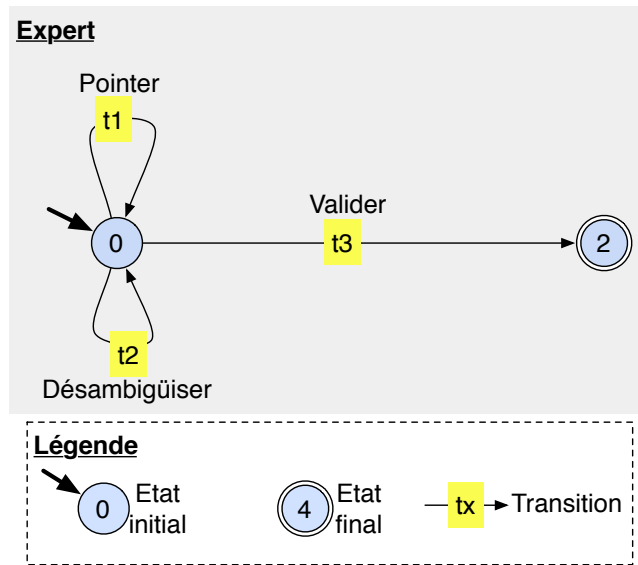 Expert
Pointer
t1
Valider
0
t3
2
t2
Désambigüiser
Légende
0
Etat
initial
4
Etat
final
tx
Transition